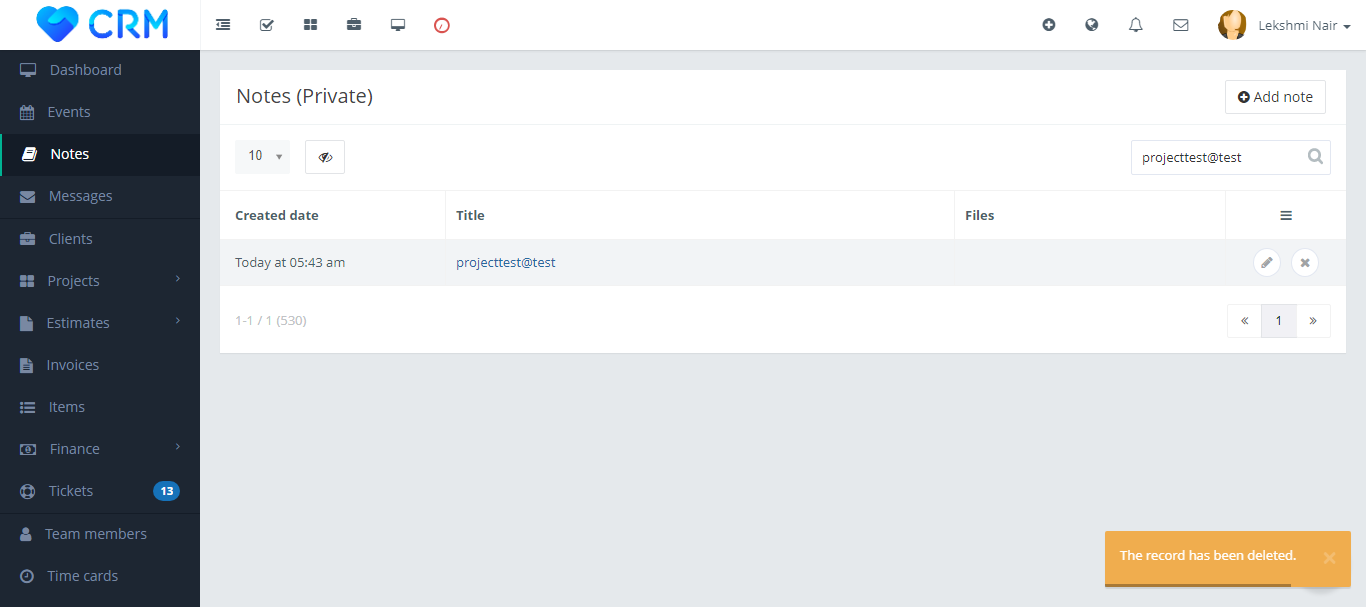 CRM
Lekshmi Nair
Dashboard
Events
Notes
Messages
Clients
Projects
Estimates
Invoices
Items
Finance
Tickets 13
Team members
Time cards
Notes (Private)
Add note
10
projecttest@test
Created date Title Files
Today at 05:43 am projecttest@test
1-1 / 1 (530)
« 1 »
The record has been deleted.